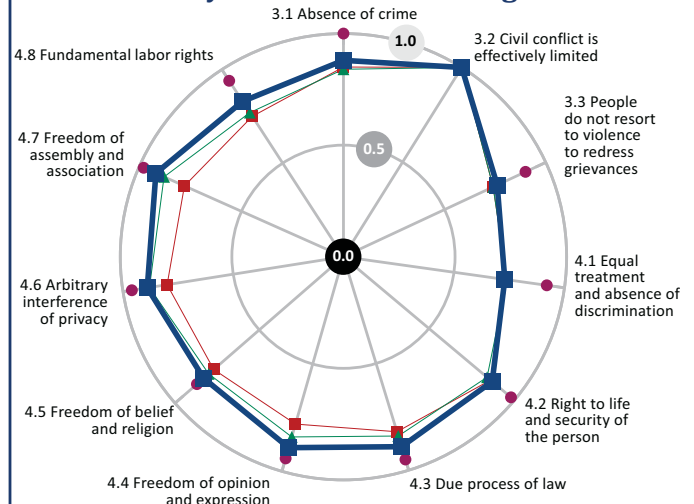 3.1 Absence of crime
1.0
3.2 Civil conflict is
effectively limited
4.8 Fundamental labor rights
3.3 People
do not resort
to violence
to redress
grievances
0.5
4.7 Freedom of
assembly and
association
0.0
4.1 Equal
treatment
and absence of
discrimination
4.6 Arbitrary
interference
of privacy
4.2 Right to life
and security of
the person
4.5 Freedom of belief
and religion
4.3 Due process of law
4.4 Freedom of opinion
and expression